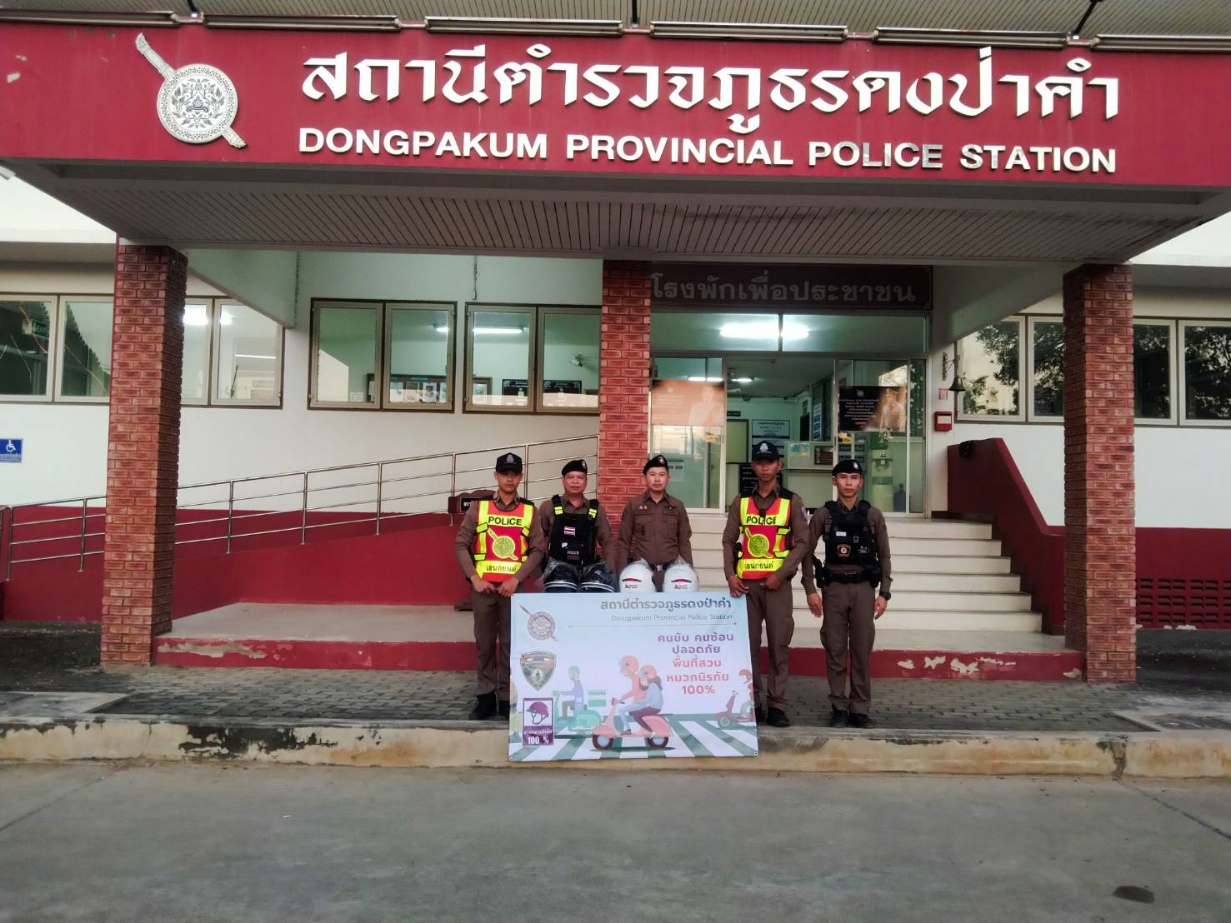 สถานีตำรวจภูธรดงป่าคำ
DONGPAKUM PROVINCIAL POLICE STATION
โรงพักเพื่อประชาชน
POLICE
POLICE
POLICE
สถานีตำรวจภูธรดงป่าคำ
Dongpakum Provincial Police Station
คนขับ คนซ้อน
ปลอดภัย
พื้นที่สวม
หมวกนิรภัย
100%
100 %